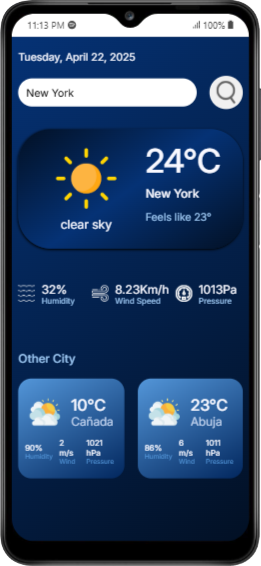 11:13 PM 100%
Tuesday, April 22, 2025
New York
24°C
New York
Feels like 23°
clear sky
32% 8.23Km/h 1013Pa
Humidity Wind Speed Pressure
Other City
10°C 23°C
Cañada Abuja
90% 2 m/s 1021 hPa 86% 6 m/s 1011 hPa
Humidity Wind Pressure Humidity Wind Pressure